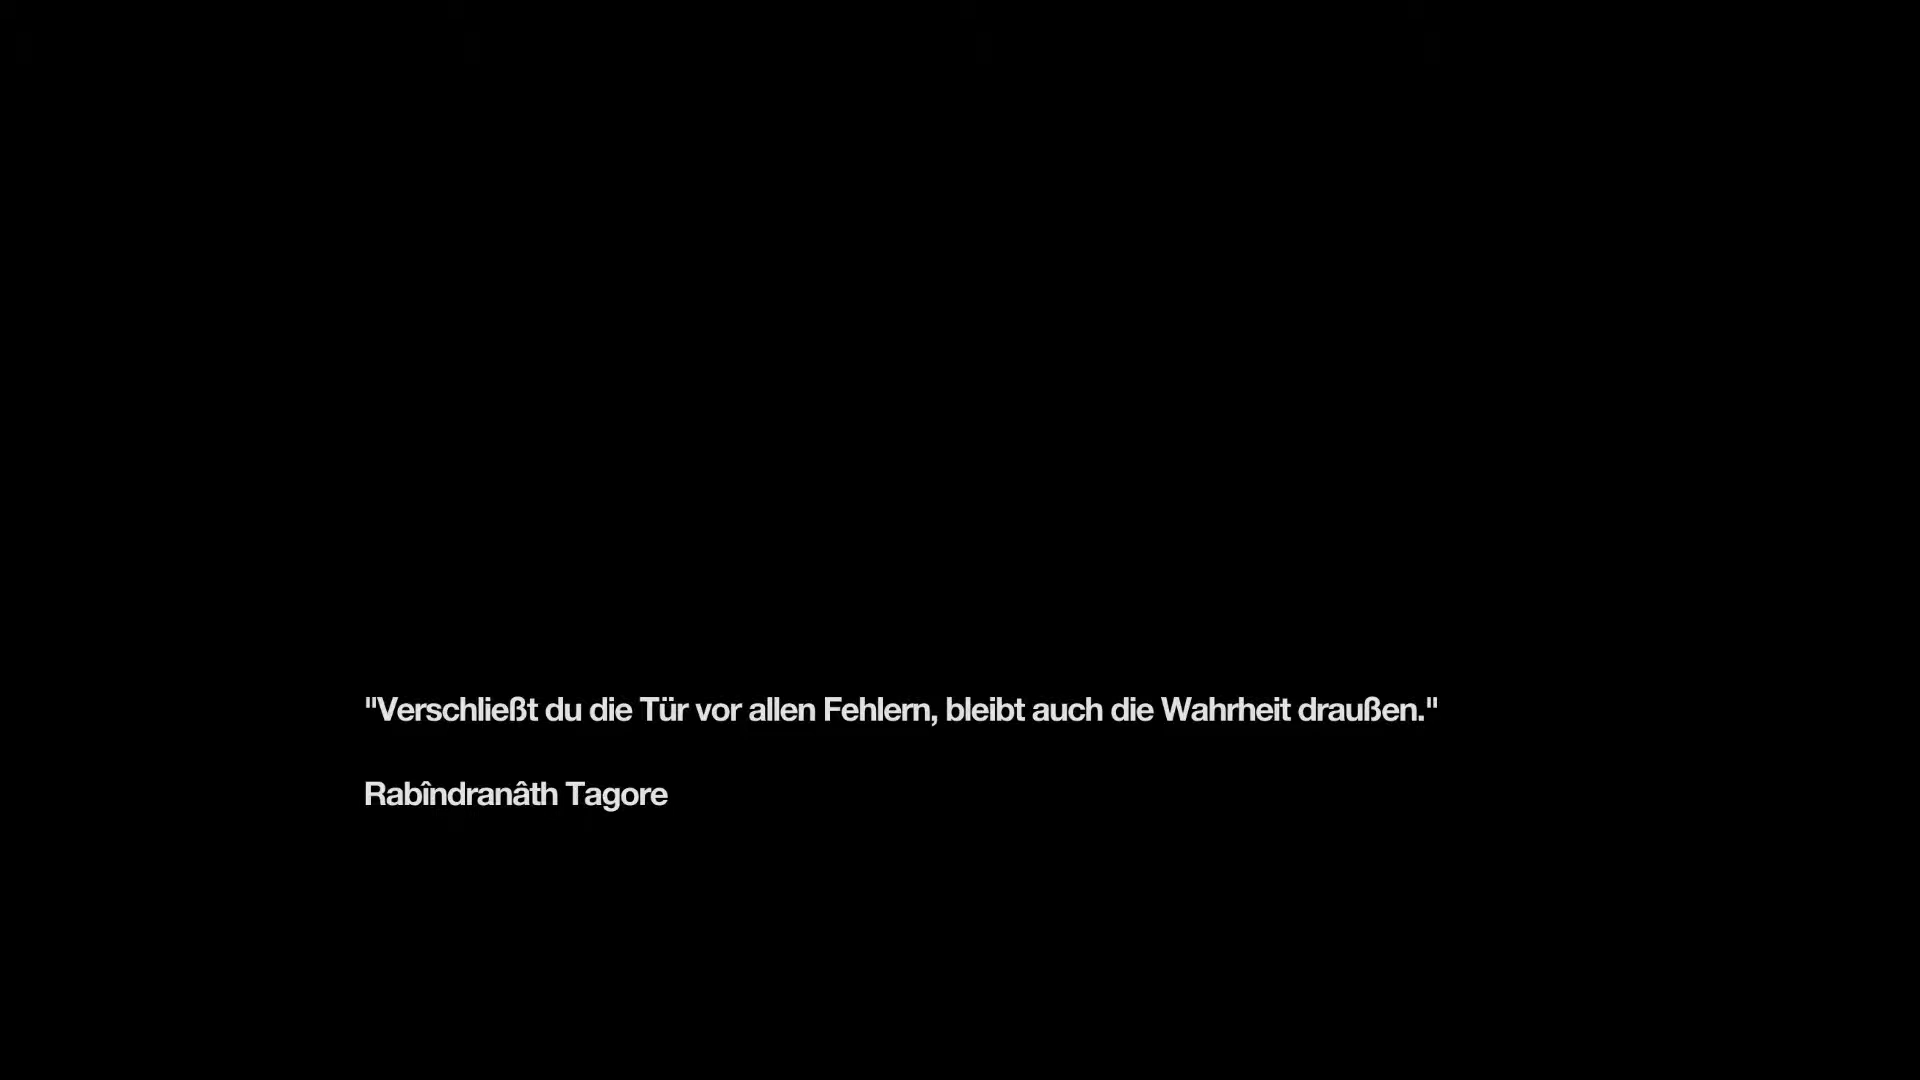 "Verschließt du die Tür vor allen Fehlern, bleibt auch die Wahrheit draußen."
Rabîndranâth Tagore